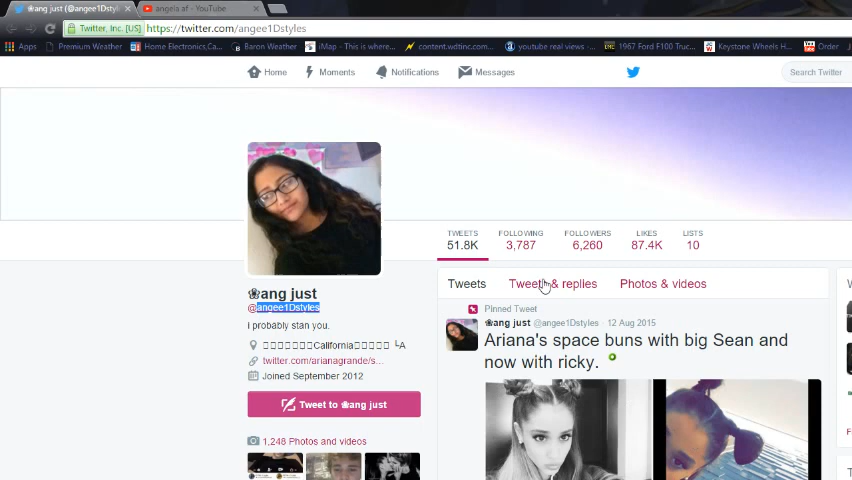 ❀ang just (@angee1Dstyl
angela af - YouTube
Twitter, Inc. [US]
https://twitter.com/angee1Dstyles
Apps
Premium Weather
Home Electronics,Ca
Baron Weather
iMap - This is where...
content.wdtinc.com...
youtube real views -
1967 Ford F100 Truc...
Keystone Wheels H
Order
Home
Moments
Notifications
Messages
Search Twitter
TWEETS
51.8K
FOLLOWING
3,787
FOLLOWERS
6,260
LIKES
87.4K
LISTS
10
❀ang just
@angee1Dstyles
i probably stan you.
California
twitter.com/arianagrande/s...
Joined September 2012
Tweet to ❀ang just
1,248 Photos and videos
Tweets
Tweets & replies
Photos & videos
Pinned Tweet
❀ang just @angee1Dstyles · 12 Aug 2015
Ariana's space buns with big Sean and
now with ricky.